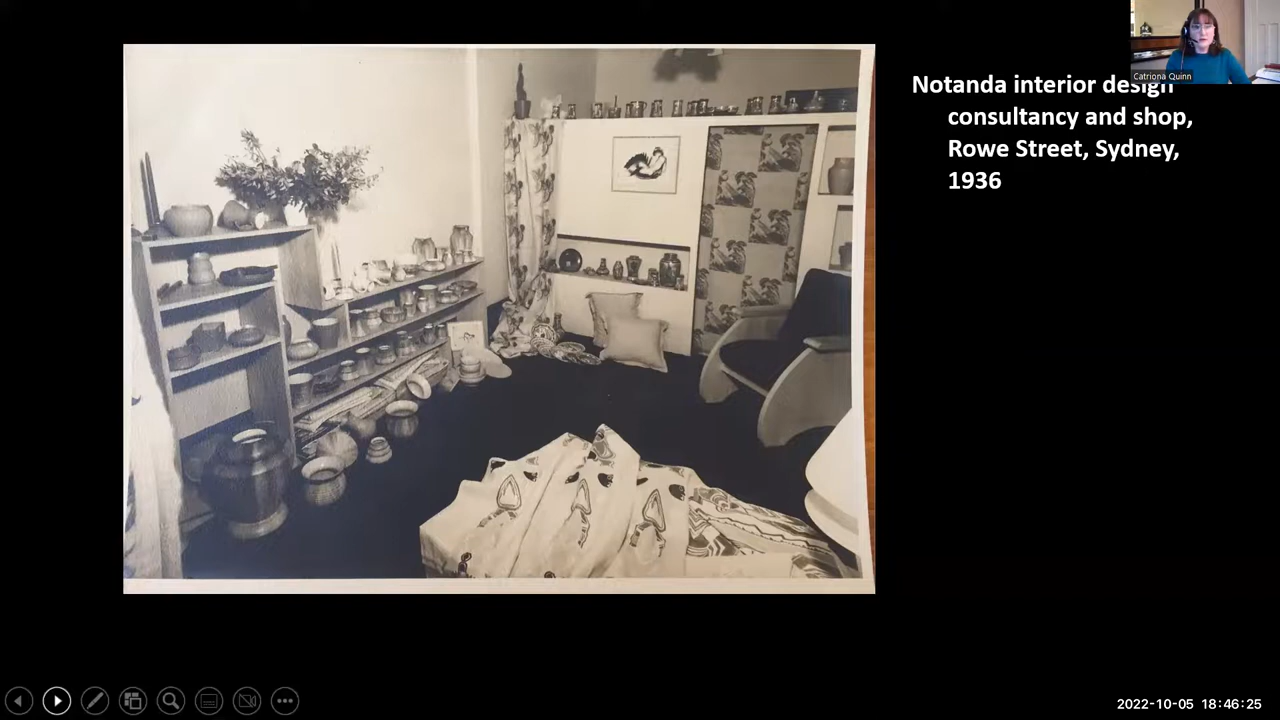 Catriona Quinn
Notanda interior design
consultancy and shop,
Rowe Street, Sydney,
1936
2022-10-05 18:46:25